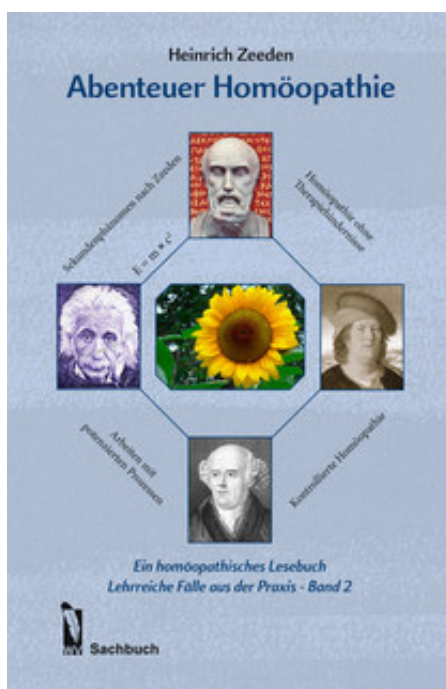 Heinrich Zeeden
Abenteuer Homöopathie
Sekundenphänomen nach Zeeden
E = m * c²
Homöopathie ohne
Therapiehindernisse
Arbeiten mit
potenzierten Prozessen
Kontrollierte Homöopathie
Ein homöopathisches Lesebuch
Lehrreiche Fälle aus der Praxis - Band 2
Sachbuch